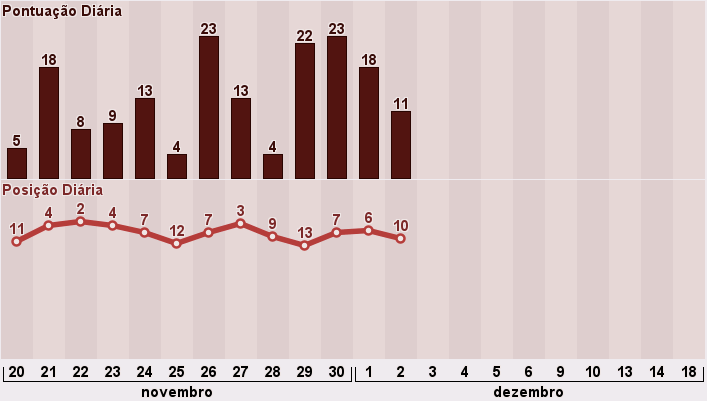 Pontuação Diária
5 18 8 9 13 4 23 13 4 22 23 18 11
Posição Diária
11 4 2 4 7 12 7 3 9 13 7 6 10
20 21 22 23 24 25 26 27 28 29 30 1 2 3 4 5 6 9 10 13 14 18
novembro dezembro